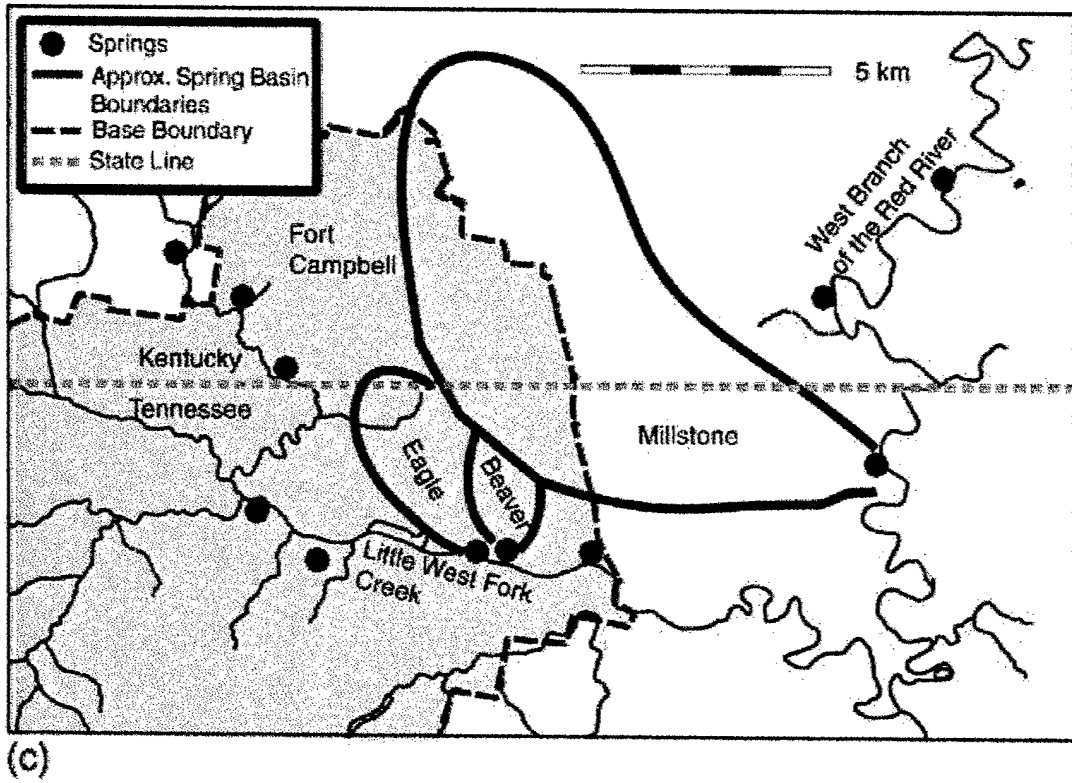 Springs
Approx. Spring Basin
Boundaries
Base Boundary
State Line
5 km
West Branch
of the Red River
Fort
Campbell
Kentucky
Tennessee
Millstone
Eagle
Beaver
Little West Fork
Creek
(c)